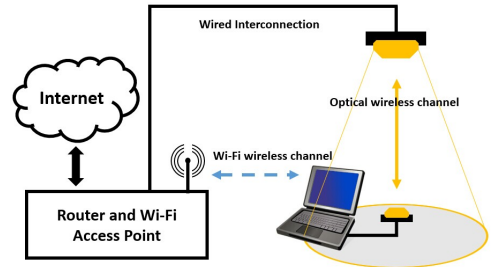 Wired Interconnection
Internet
Optical wireless channel
Wi-Fi wireless channel
Router and Wi-Fi
Access Point